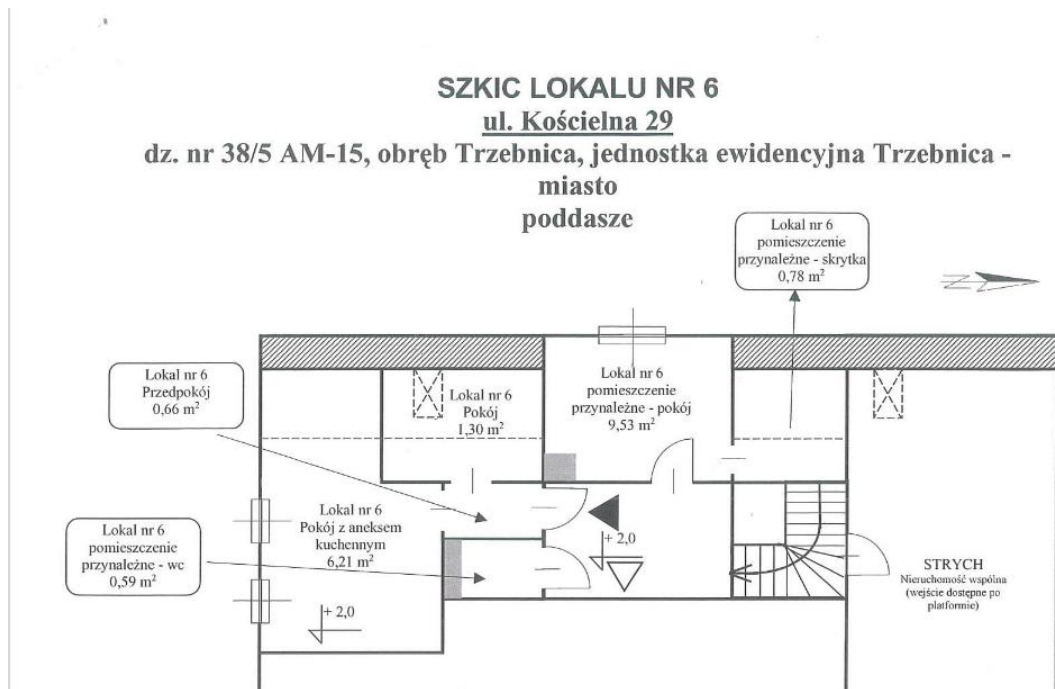 SZKIC LOKALU NR 6
ul. Kościelna 29
dz. nr 38/5 AM-15, obręb Trzebnica, jednostka ewidencyjna Trzebnica -
miasto
poddasze
Lokal nr 6
pomieszczenie
przynależne - skrytka
0,78 m²
N
Lokal nr 6
Przedpokój
0,66 m²
Lokal nr 6
Pokój
1,30 m²
Lokal nr 6
pomieszczenie
przynależne - pokój
9,53 m²
Lokal nr 6
Pokój z aneksem
kuchennym
6,21 m²
Lokal nr 6
pomieszczenie
przynależne - wc
0,59 m²
+ 2,0
+ 2,0
STRYCH
Nieruchomość wspólna
(wejście dostępne po
platformie)